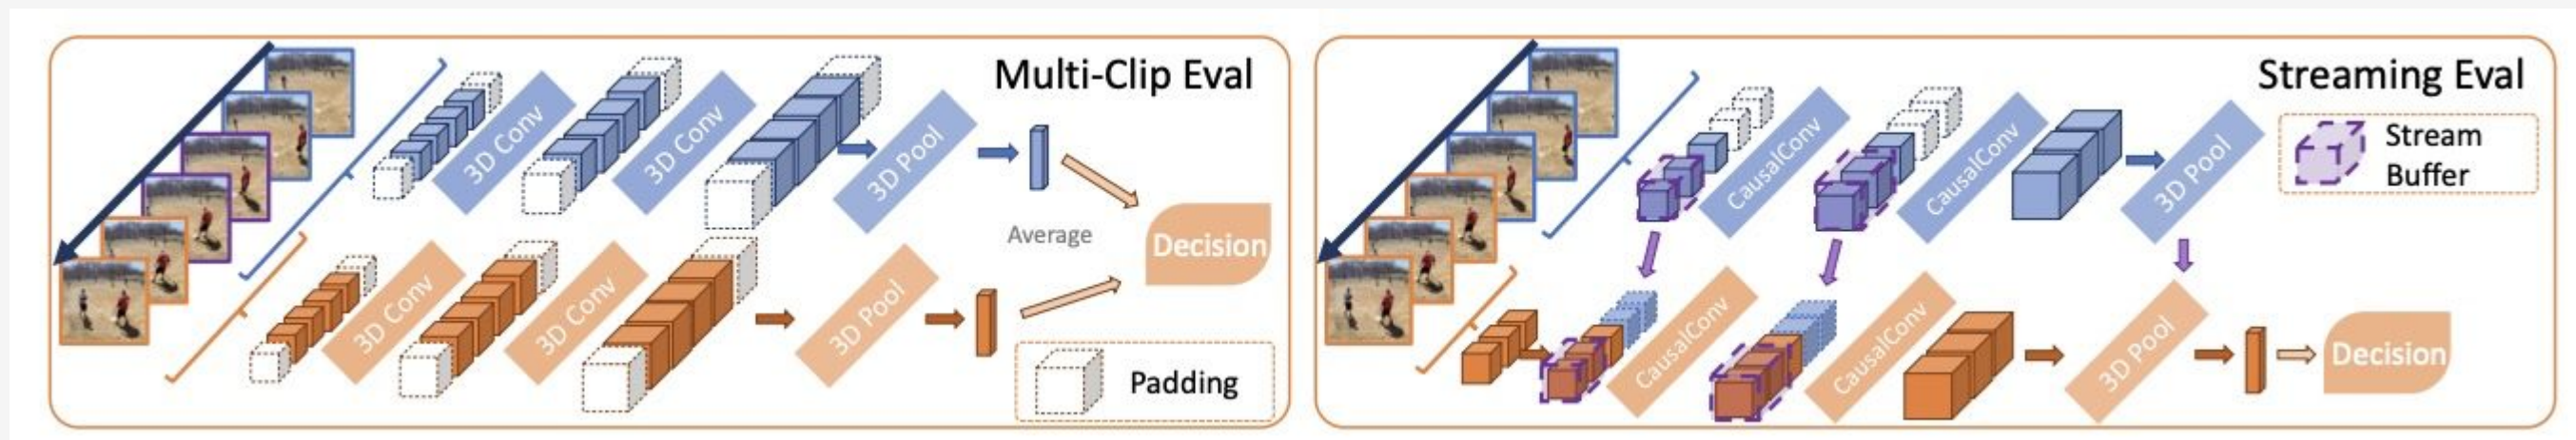 Multi-Clip Eval
3D Conv
3D Conv
3D Pool
Average
Decision
3D Conv
3D Conv
3D Pool
Padding
Streaming Eval
Stream
Buffer
CausalConv
CausalConv
3D Pool
CausalConv
CausalConv
3D Pool
Decision